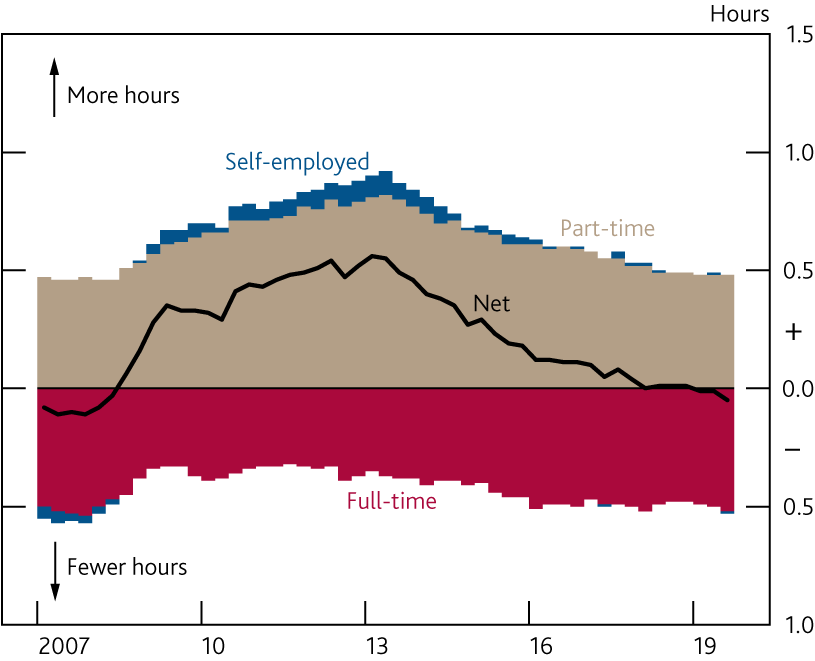 Hours
1.5
More hours
1.0
Self-employed
Part-time
0.5
Net
+
0.0
–
Full-time
0.5
Fewer hours
1.0
2007 10 13 16 19